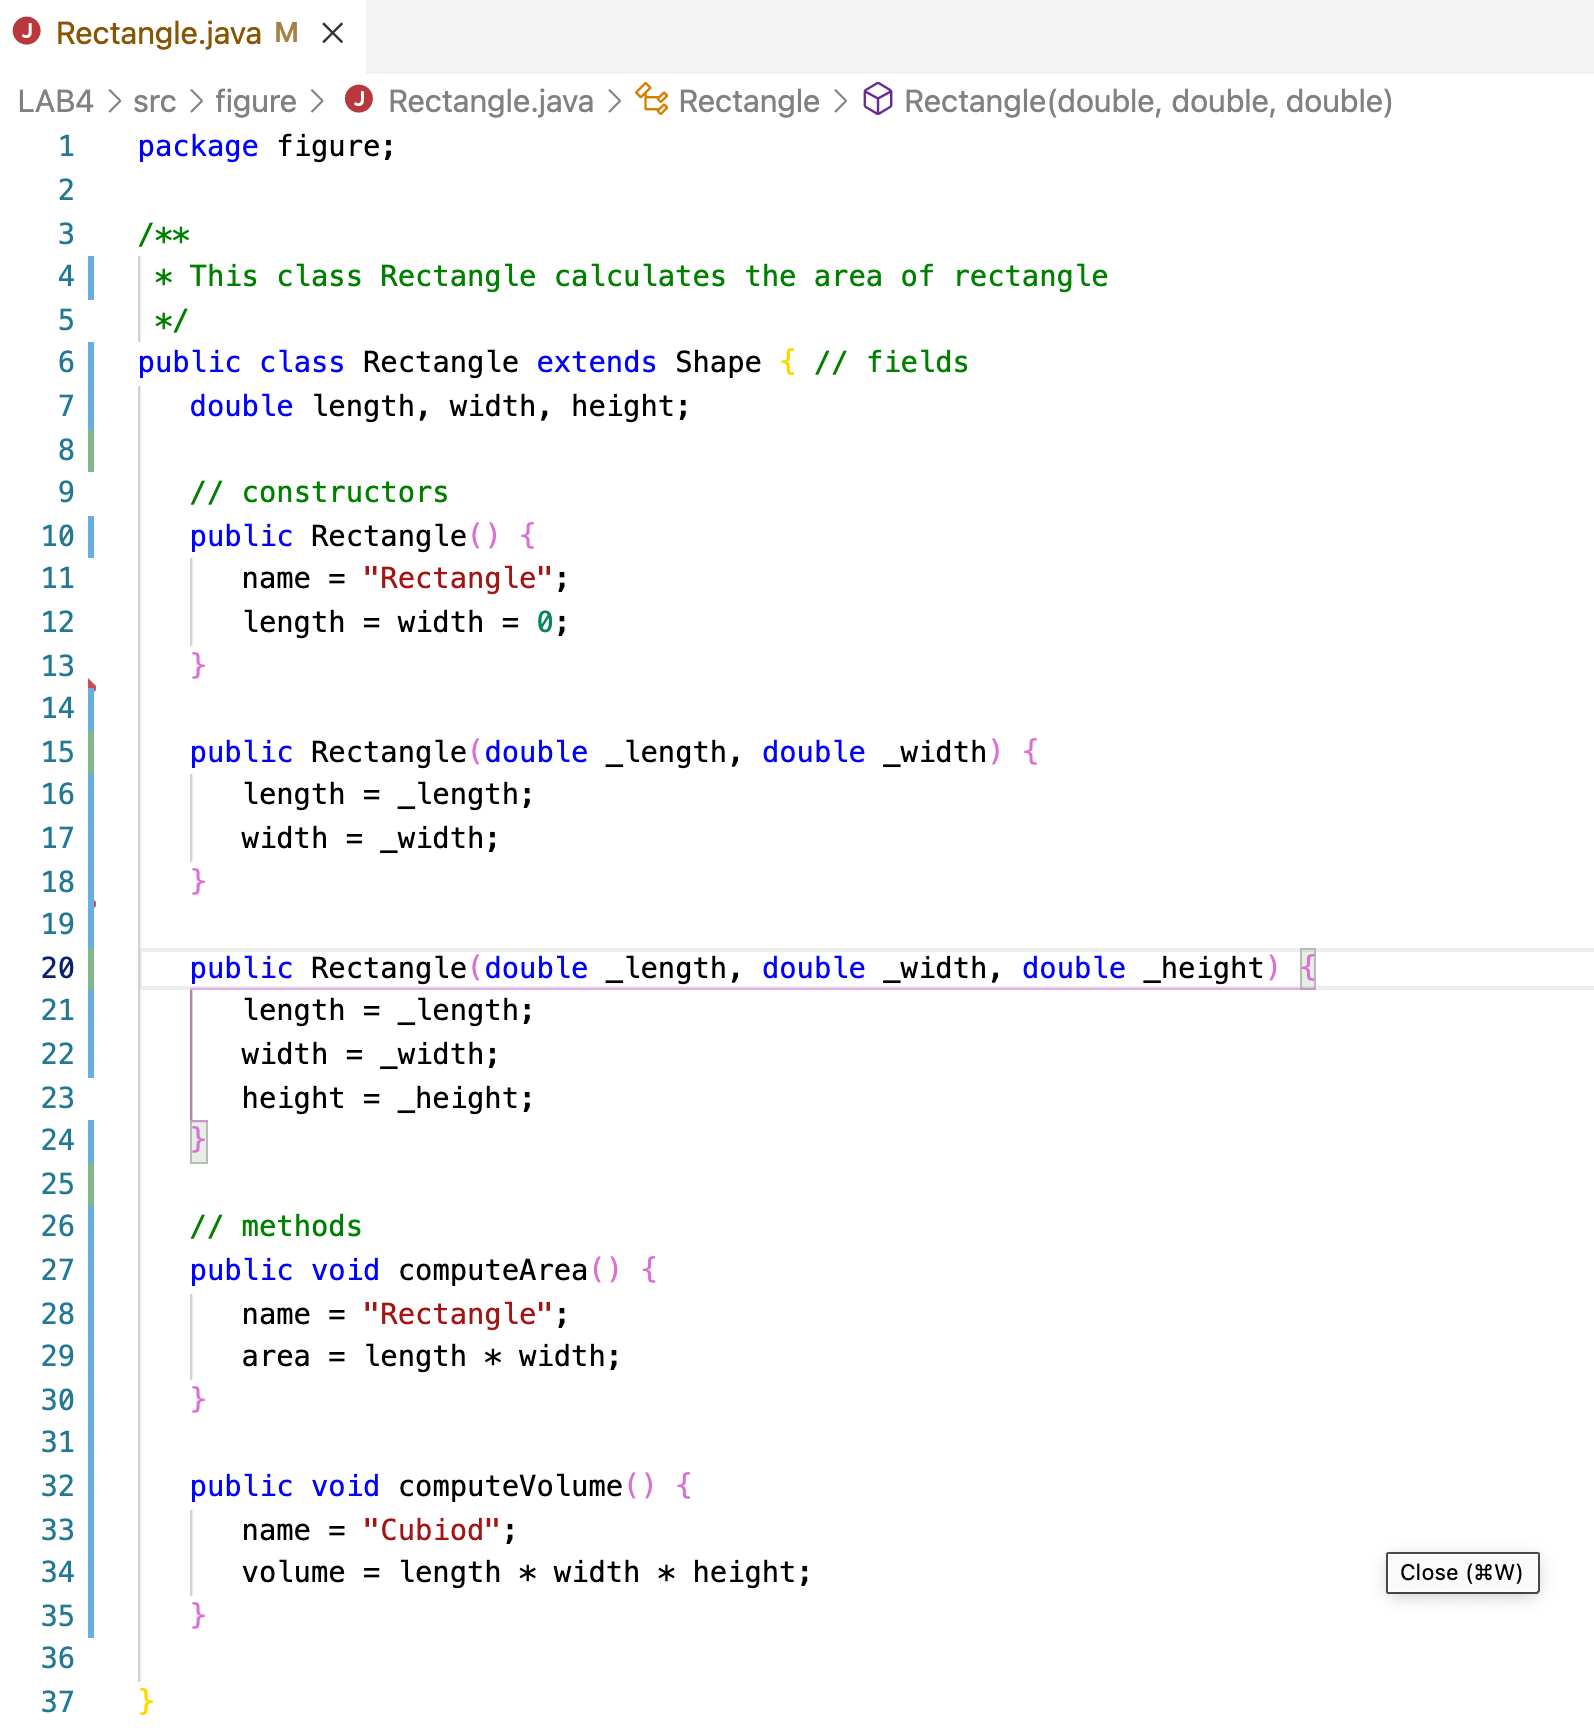 Rectangle.java M
LAB4 > src > figure > Rectangle.java > Rectangle > Rectangle(double, double, double)
1 package figure;
2
3 /**
4 * This class Rectangle calculates the area of rectangle
5 */
6 public class Rectangle extends Shape { // fields
7 double length, width, height;
8
9 // constructors
10 public Rectangle() {
11 name = "Rectangle";
12 length = width = 0;
13 }
14
15 public Rectangle(double _length, double _width) {
16 length = _length;
17 width = _width;
18 }
19
20 public Rectangle(double _length, double _width, double _height) {
21 length = _length;
22 width = _width;
23 height = _height;
24 }
25
26 // methods
27 public void computeArea() {
28 name = "Rectangle";
29 area = length * width;
30 }
31
32 public void computeVolume() {
33 name = "Cubiod";
34 volume = length * width * height;
Close (⌘W)
35 }
36
37 }